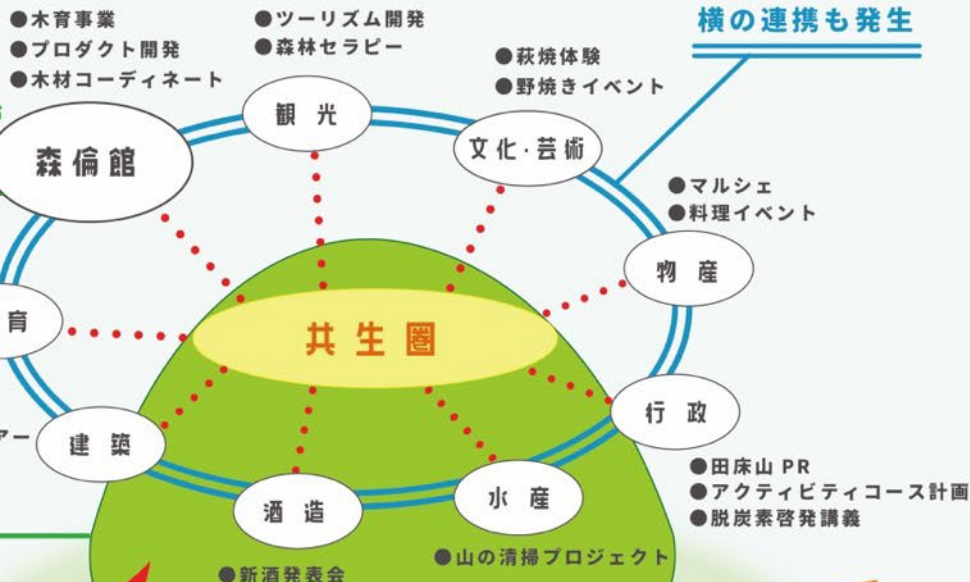 ●木育事業
●プロダクト開発
●木材コーディネート
●ツーリズム開発
●森林セラピー
●萩焼体験
●野焼きイベント
横の連携も発生
森倫館
観光
文化・芸術
●マルシェ
●料理イベント
物産
育
共生圏
行政
建築
アー
酒造
水産
●田床山 PR
●アクティビティコース計画
●脱炭素啓発講義
●山の清掃プロジェクト
●新酒発表会